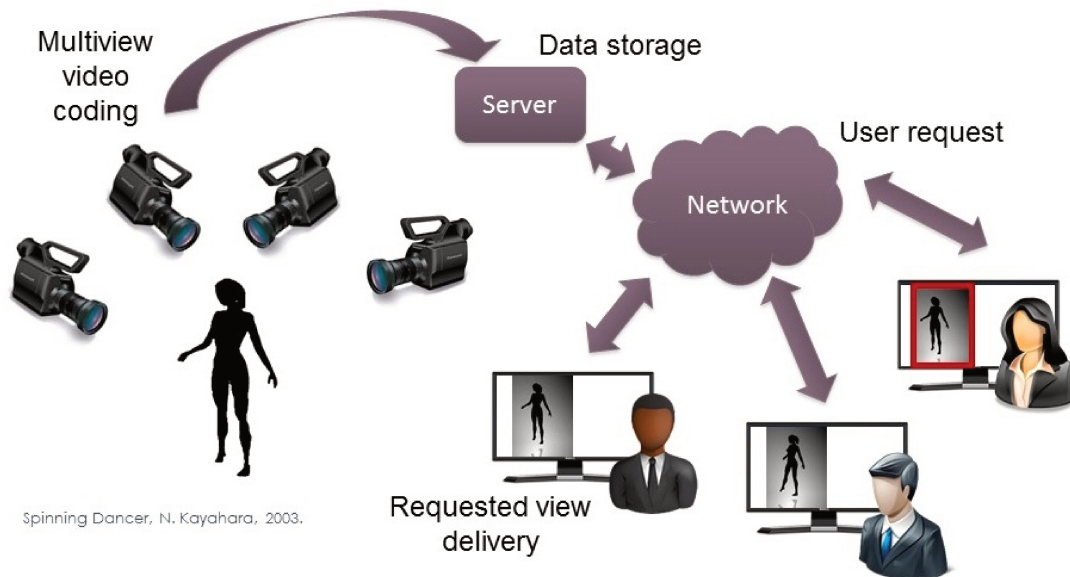 Multiview
video
coding
Data storage
Server
User request
Network
Requested view
delivery
Spinning Dancer, N. Kayahara, 2003.